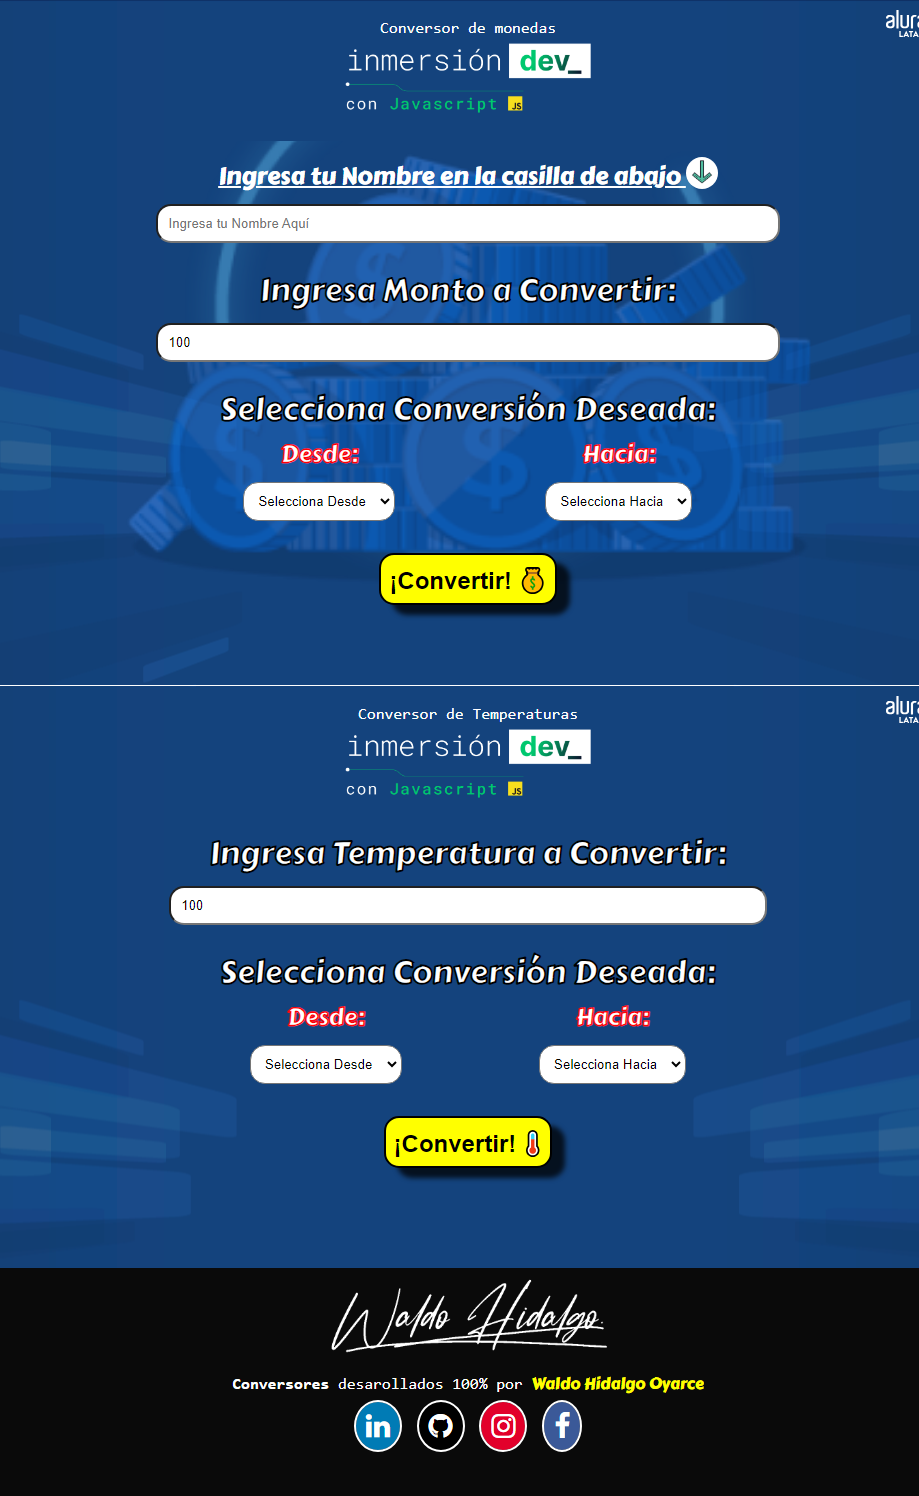 Conversor de monedas
alura
LATA
inmersión dev_
con Javascript JS
Ingresa tu Nombre en la casilla de abajo
Ingresa tu Nombre Aquí
Ingresa Monto a Convertir:
100
Selecciona Conversión Deseada:
Desde: Hacia:
Selecciona Desde Selecciona Hacia
¡Convertir!
Conversor de Temperaturas
alura
LATA
inmersión dev_
con Javascript JS
Ingresa Temperatura a Convertir:
100
Selecciona Conversión Deseada:
Desde: Hacia:
Selecciona Desde Selecciona Hacia
¡Convertir!
Waldo Hidalgo.
Conversores desarollados 100% por Waldo Hidalgo Oyarce